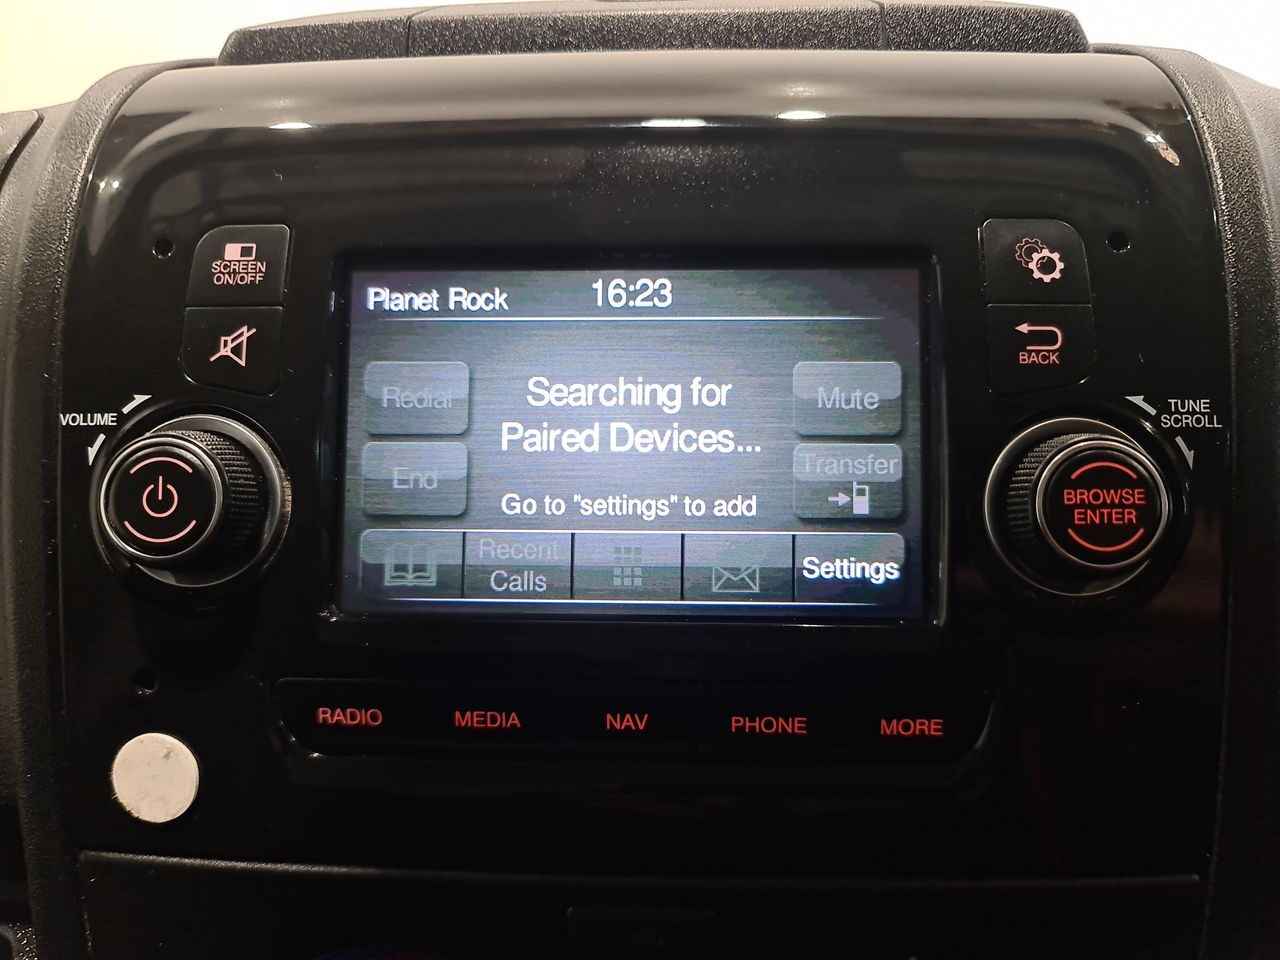 SCREEN
ON/OFF
VOLUME
Planet Rock
16:23
Redial
Searching for
Paired Devices...
Mute
End
Transfer
Go to "settings" to add
Recent
Calls
Settings
BACK
TUNE
SCROLL
BROWSE
ENTER
RADIO
MEDIA
NAV
PHONE
MORE